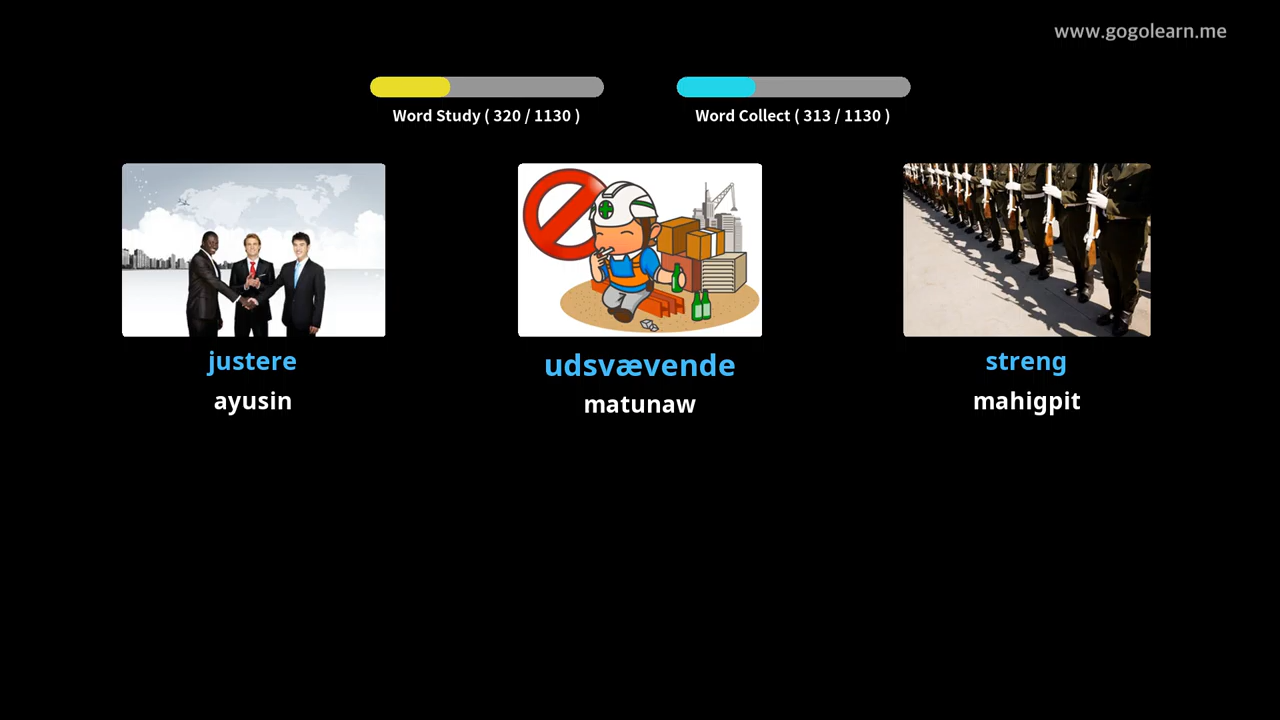 www.gogolearn.me
Word Study ( 320 / 1130 )
Word Collect ( 313 / 1130 )
justere
udsvævende
streng
ayusin
matunaw
mahigpit